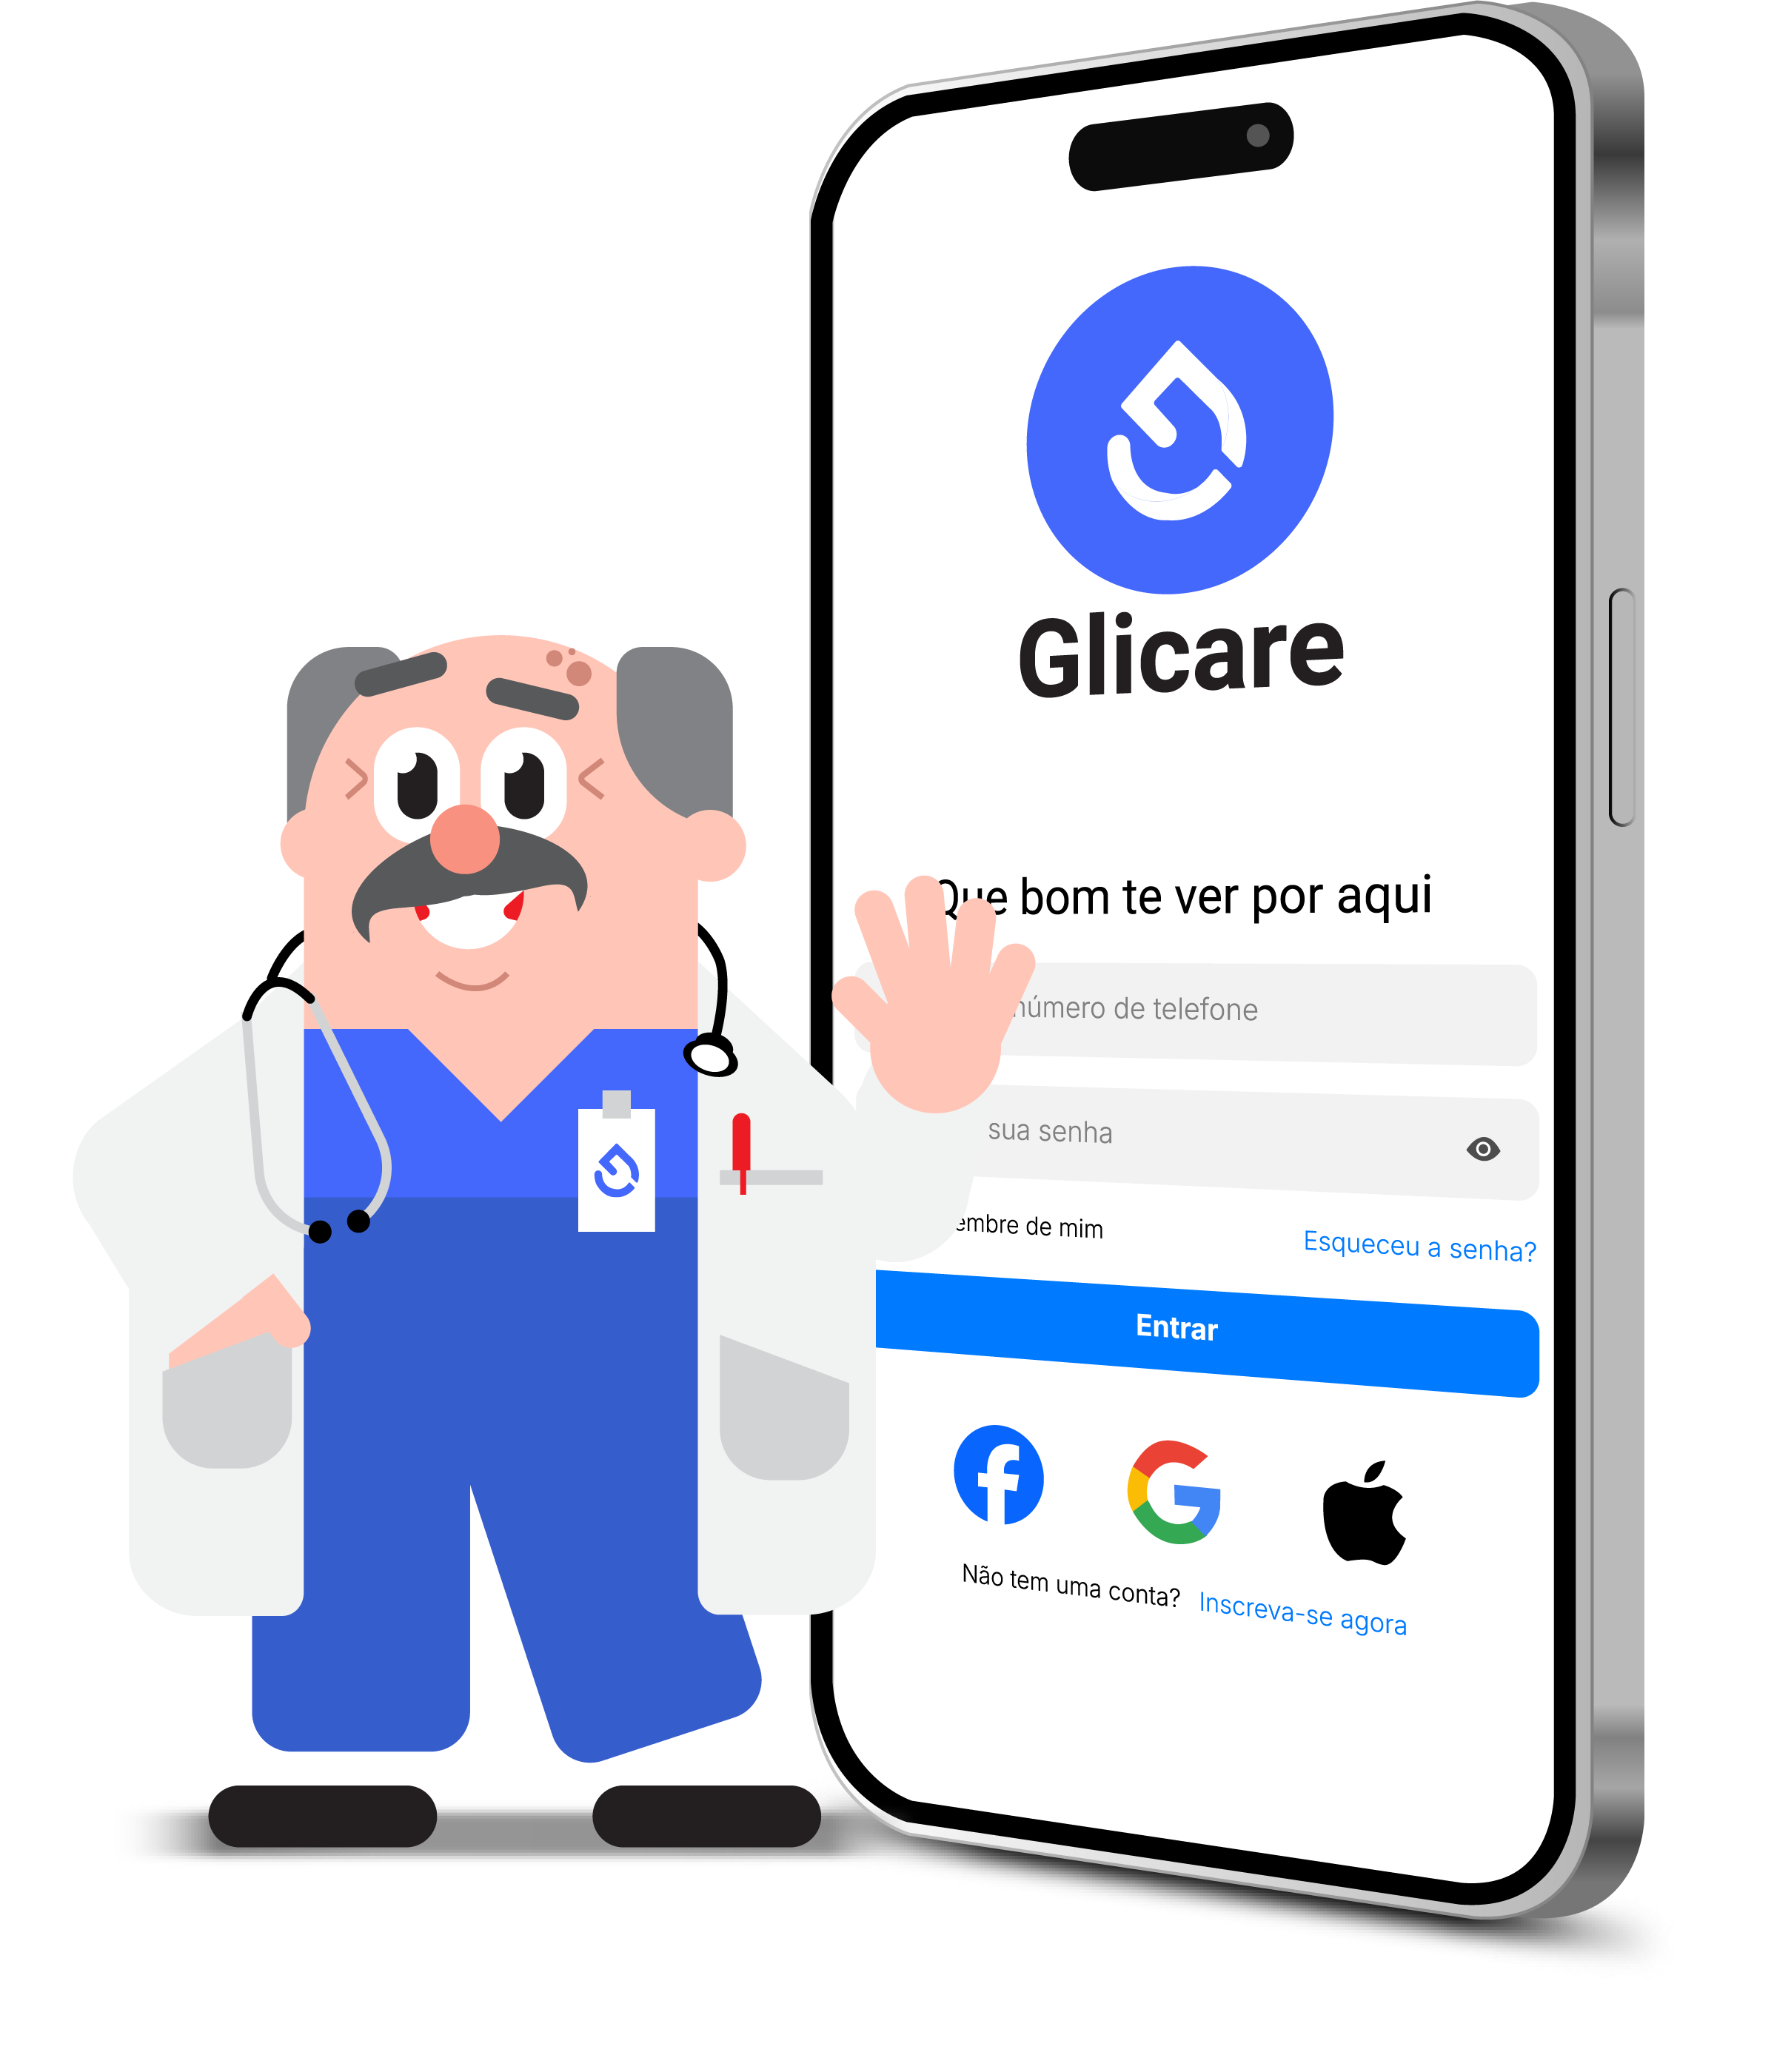 Glicare
Que bom te ver por aqui
número de telefone
sua senha
embre de mim
Esqueceu a senha?
Entrar
Não tem uma conta? Inscreva-se agora